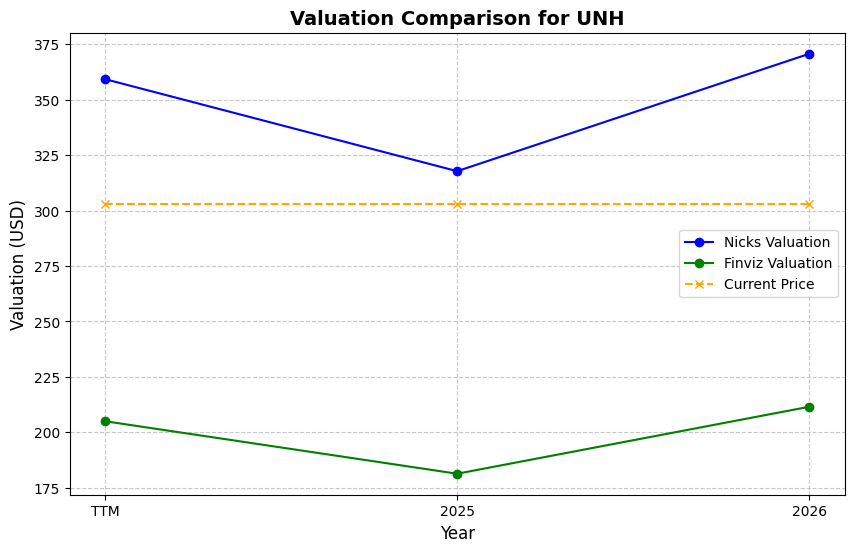 Valuation Comparison for UNH
Valuation (USD)
375
350
325
300
275
250
225
200
175
Nicks Valuation
Finviz Valuation
Current Price
TTM
2025
2026
Year